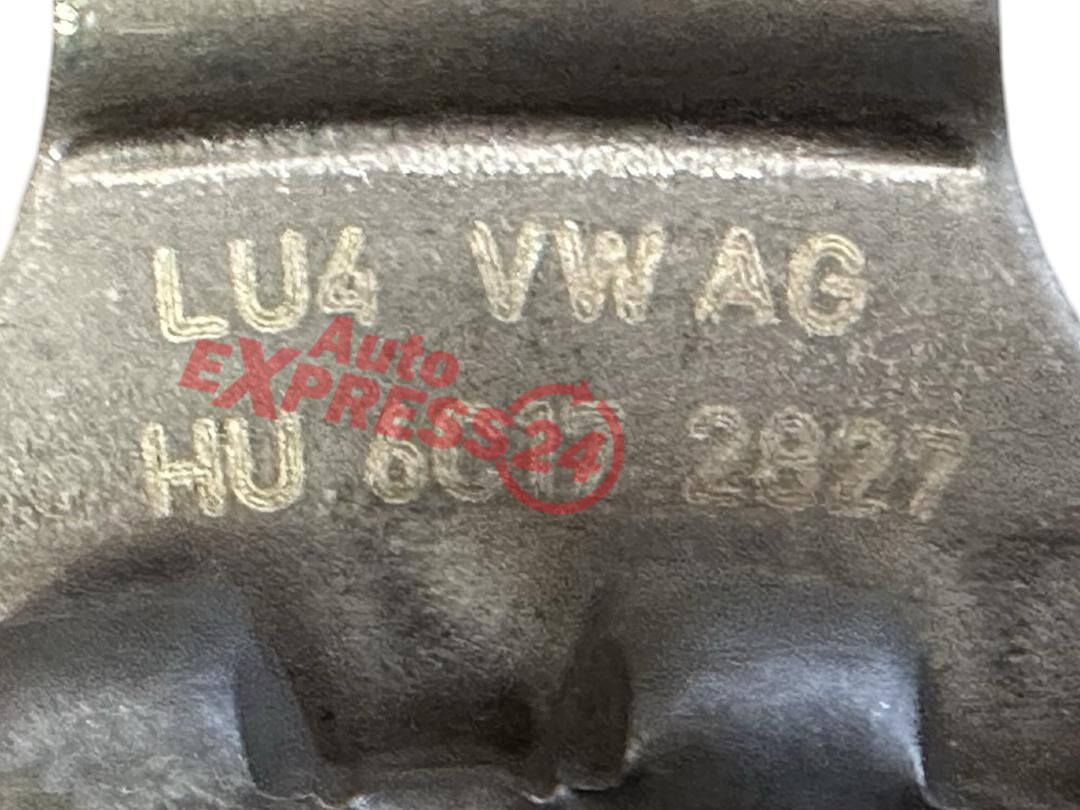 LU4 VW AG
Auto
EXPRESS24
HU 2827